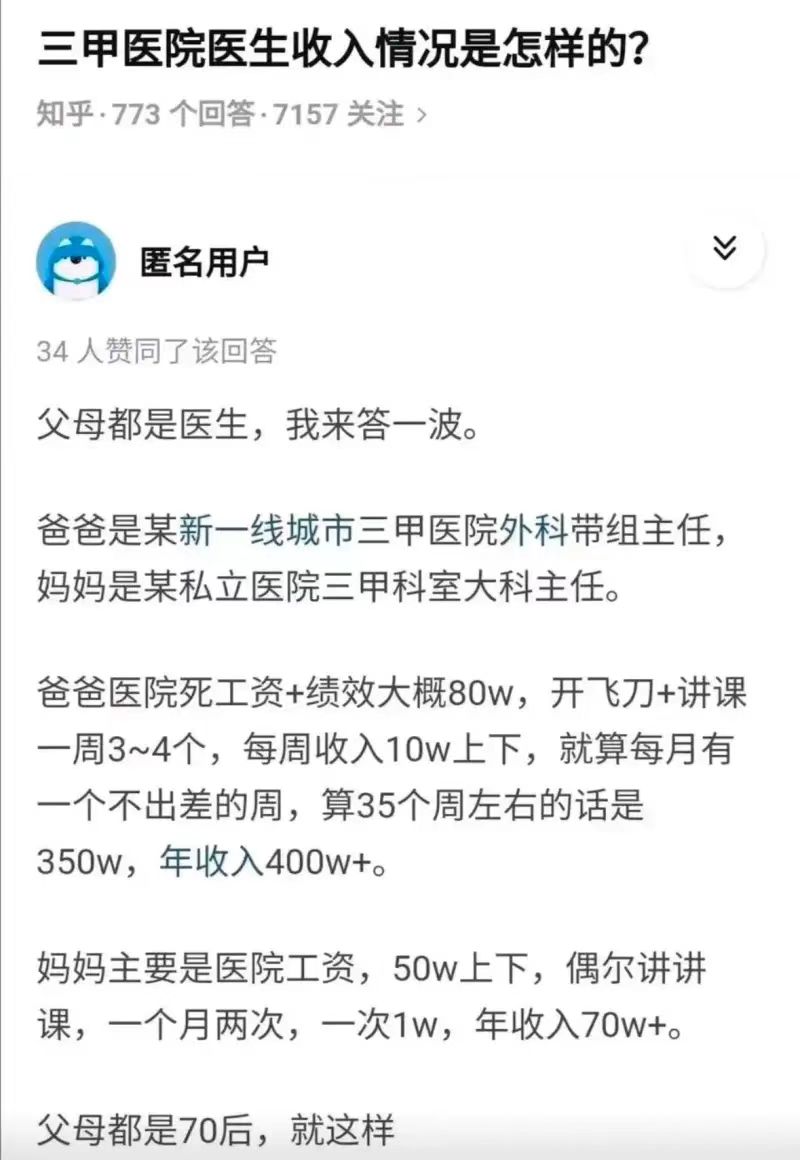 三甲医院医生收入情况是怎样的?
知乎·773 个回答·7157 关注 >
匿名用户
34 人赞同了该回答
父母都是医生，我来答一波。
爸爸是某新一线城市三甲医院外科带组主任，
妈妈是某私立医院三甲科室大科主任。
爸爸医院死工资+绩效大概80w，开飞刀+讲课
一周3~4个，每周收入10w上下，就算每月有
一个不出差的周，算35个周左右的话是
350w，年收入400w+。
妈妈主要是医院工资，50w上下，偶尔讲讲
课，一个月两次，一次1w，年收入70w+。
父母都是70后，就这样